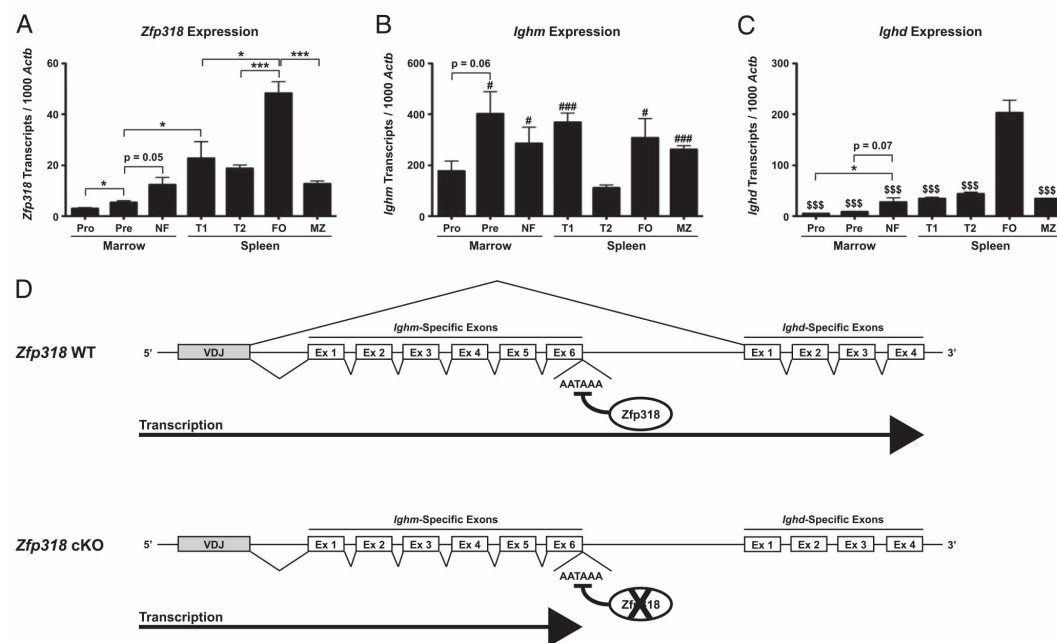 A
Zfp318 Expression
Zfp318 Transcripts / 1000 Actb
60
40
20
0
*
p = 0.05
*
*
***
***
Pro Pre NF T1 T2 FO MZ
Marrow Spleen
B
Ighm Expression
Ighm Transcripts / 1000 Actb
600
400
200
0
p = 0.06
# # ### # ###
Pro Pre NF T1 T2 FO MZ
Marrow Spleen
C
Ighd Expression
Ighd Transcripts / 1000 Actb
300
200
100
0
p = 0.07
*
$$$ $$$ $$$ $$$ $$$ $$$
Pro Pre NF T1 T2 FO MZ
Marrow Spleen
D
Ighm-Specific Exons Ighd-Specific Exons
Zfp318 WT 5’ VDJ Ex 1 Ex 2 Ex 3 Ex 4 Ex 5 Ex 6 Ex 1 Ex 2 Ex 3 Ex 4 3’
AATAAA
Zfp318
Transcription
Ighm-Specific Exons Ighd-Specific Exons
Zfp318 cKO 5’ VDJ Ex 1 Ex 2 Ex 3 Ex 4 Ex 5 Ex 6 Ex 1 Ex 2 Ex 3 Ex 4 3’
AATAAA
Zfp318
Transcription